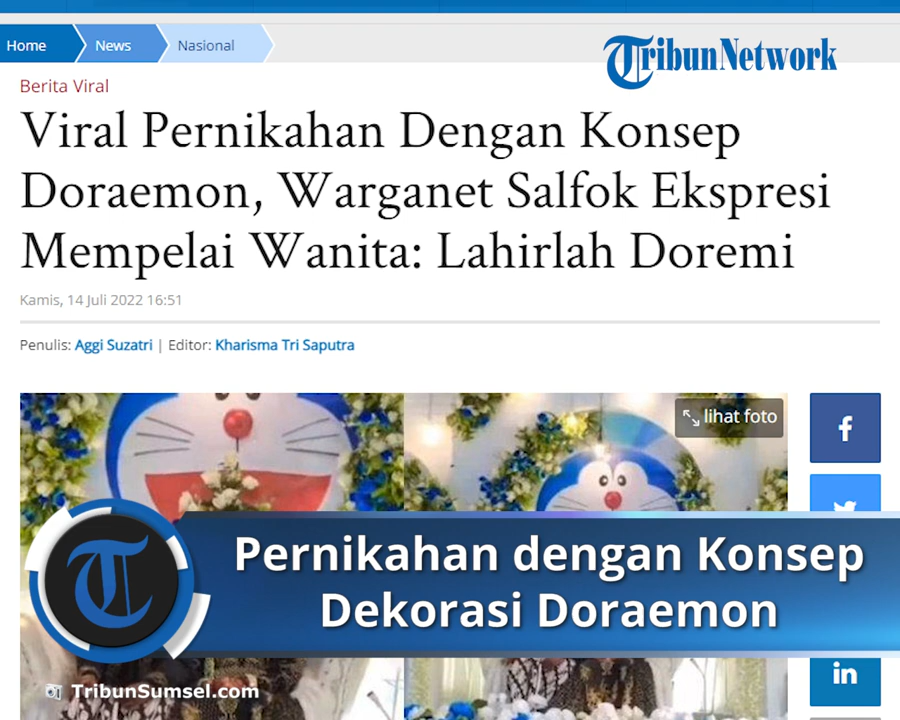 Home News Nasional
TribunNetwork
Berita Viral
Viral Pernikahan Dengan Konsep
Doraemon, Warganet Salfok Ekspresi
Mempelai Wanita: Lahirlah Doremi
Kamis, 14 Juli 2022 16:51
Penulis: Aggi Suzatri | Editor: Kharisma Tri Saputra
lihat foto
f
Pernikahan dengan Konsep
Dekorasi Doraemon
T
in
TribunSumsel.com